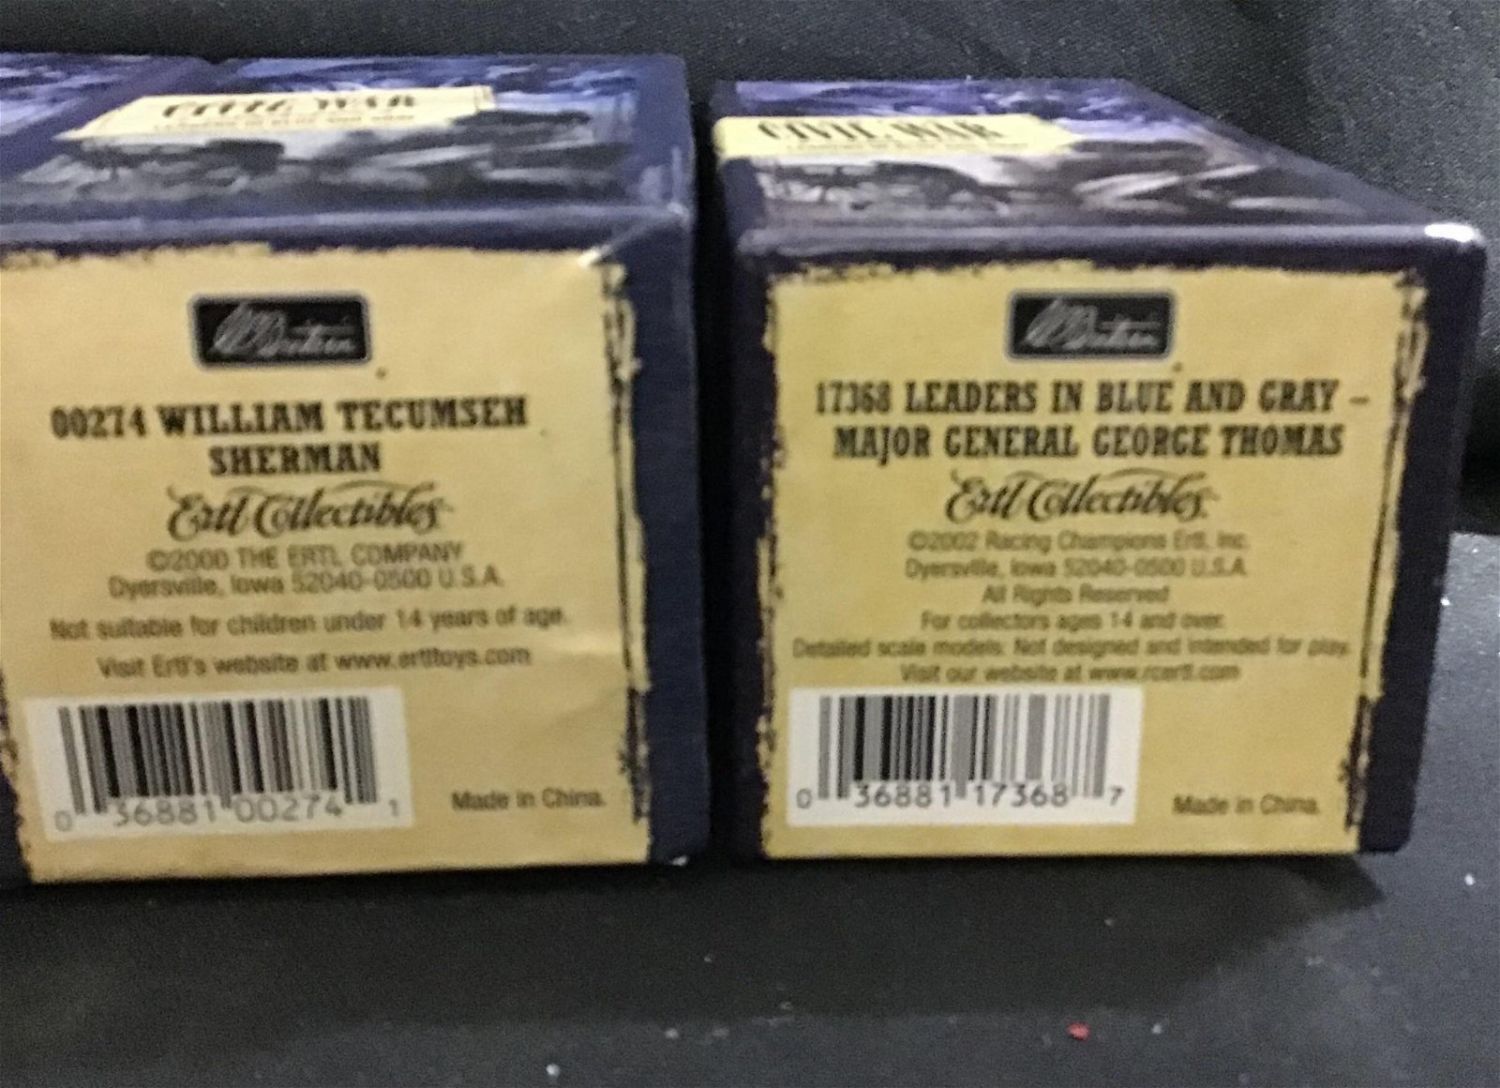 CIVIL WAR
00274 WILLIAM TECUMSEH
SHERMAN
Ertl Collectibles
©2000 THE ERTL COMPANY
Dyersville, Iowa 52040-0500 U.S.A.
Not suitable for children under 14 years of age.
Visit Ertl's website at www.ertltoys.com
0 36881 00274 1
Made in China.
CIVIL WAR
17368 LEADERS IN BLUE AND GRAY –
MAJOR GENERAL GEORGE THOMAS
Ertl Collectibles
©2002 Racing Champions Ertl, Inc.
Dyersville, Iowa 52040-0500 U.S.A.
All Rights Reserved
For collectors ages 14 and over.
Detailed scale models: Not designed and intended for play.
Visit our website at www.rcertl.com
0 36881 17368 7
Made in China.